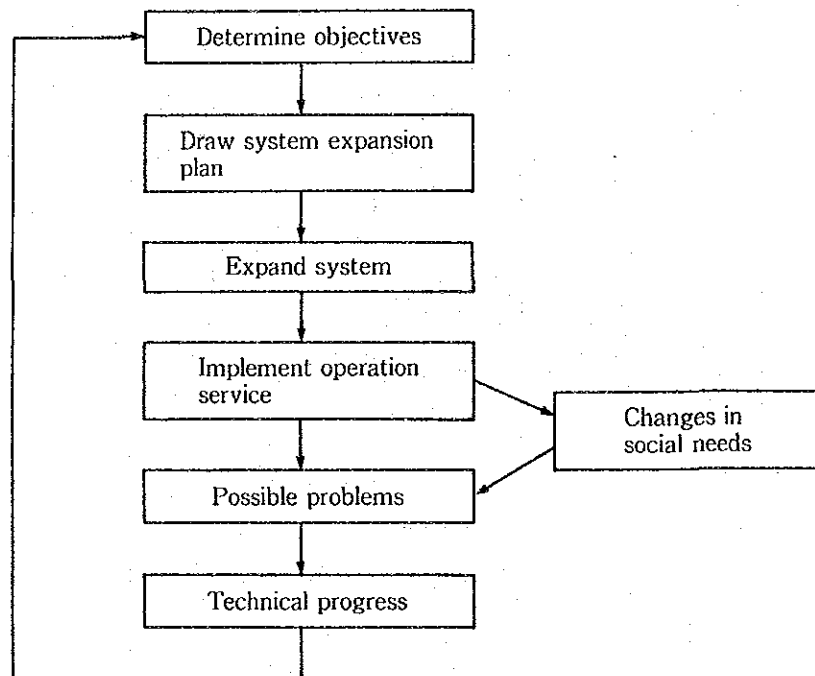 Determine objectives
Draw system expansion
plan
Expand system
Implement operation
service
Changes in
social needs
Possible problems
Technical progress